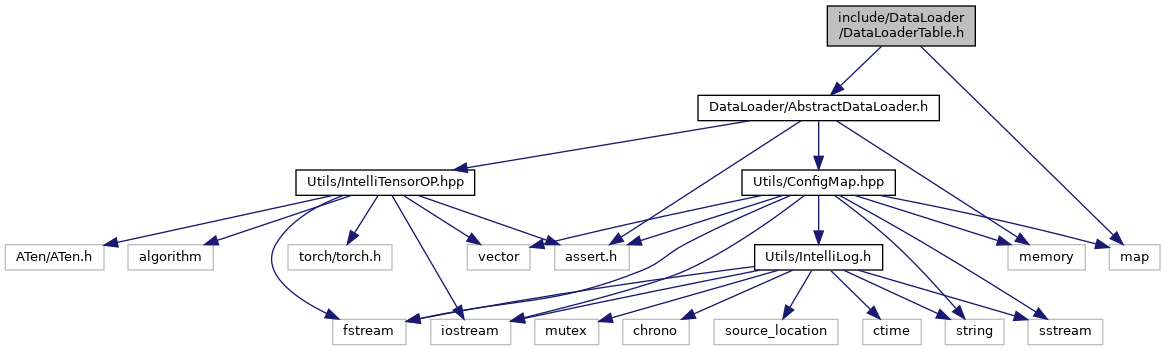 include/DataLoader
/DataLoaderTable.h
DataLoader/AbstractDataLoader.h
Utils/IntelliTensorOP.hpp
Utils/ConfigMap.hpp
ATen/ATen.h
algorithm
torch/torch.h
vector
assert.h
Utils/IntelliLog.h
memory
map
fstream
iostream
mutex
chrono
source_location
ctime
string
sstream